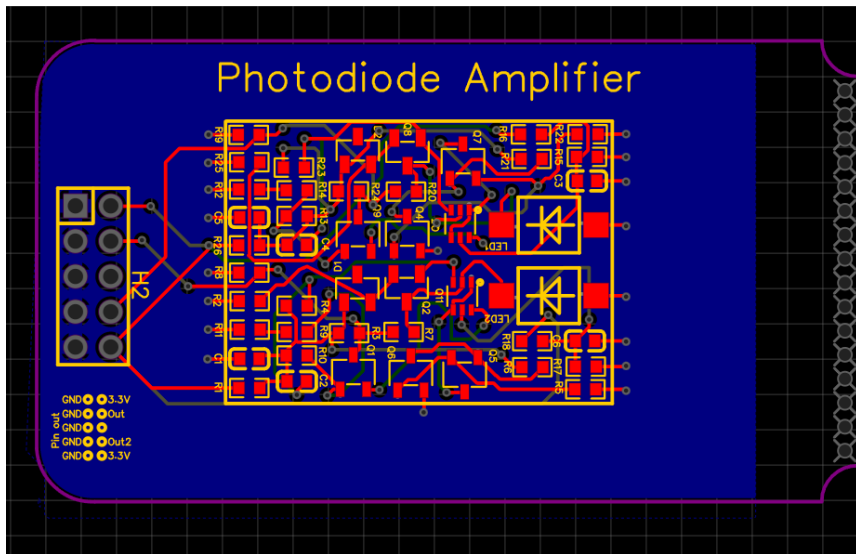 Photodiode Amplifier
R19
R25
R12
C5
R26
R8
R2
R11
C1
R1
R23
R14
R13
C4
R4
R9
R10
C2
Q8
Q7
R24
R20
Q9
Q4
Q11
Q2
R3
R7
Q1
Q6
Q5
R16
R21
R22
R15
C3
LED1
LED2
R18
R6
C6
R17
R5
H2
Pin out
GND 3.3V
GND Out
GND
GND Out2
GND 3.3V